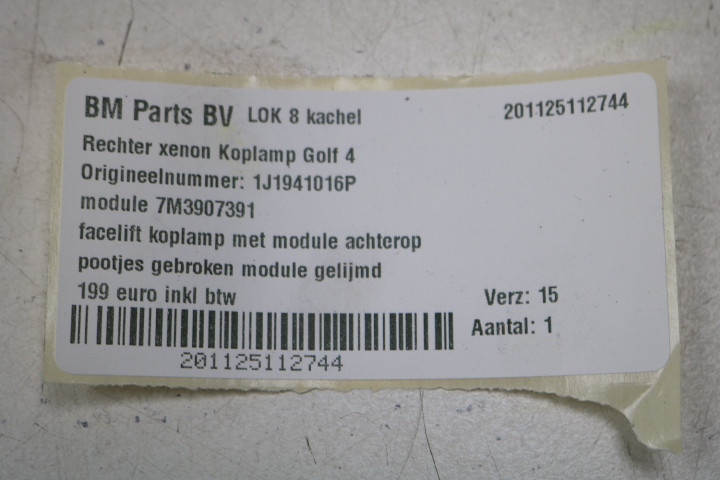 BM Parts BV LOK 8 kachel 201125112744
Rechter xenon Koplamp Golf 4
Origineelnummer: 1J1941016P
module 7M3907391
facelift koplamp met module achterop
pootjes gebroken module gelijmd
199 euro inkl btw Verz: 15
Aantal: 1
201125112744